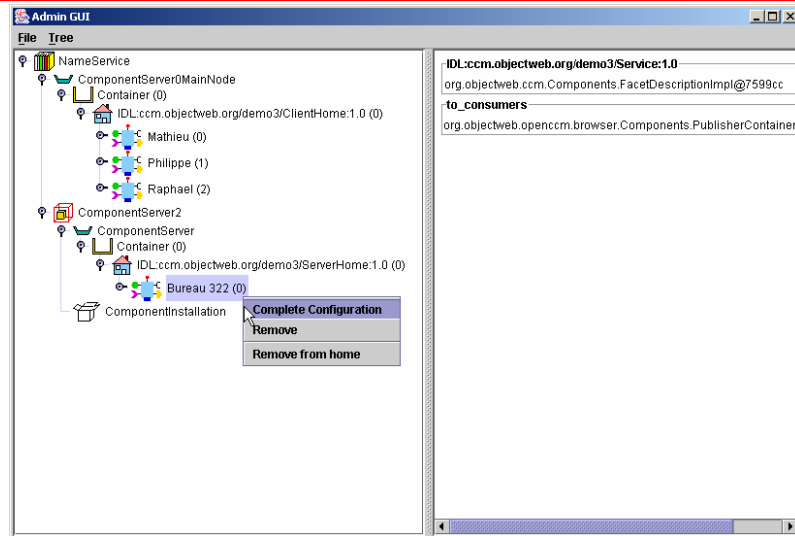 Admin GUI
File Tree
NameService
ComponentServer0MainNode
Container (0)
IDL:ccm.objectweb.org/demo3/ClientHome:1.0 (0)
Mathieu (0)
Philippe (1)
Raphael (2)
ComponentServer2
ComponentServer
Container (0)
IDL:ccm.objectweb.org/demo3/ServerHome:1.0 (0)
Bureau 322 (0)
ComponentInstallation
Complete Configuration
Remove
Remove from home
IDL:ccm.objectweb.org/demo3/Service:1.0
org.objectweb.ccm.Components.FacetDescriptionImpl@7599cc
to_consumers
org.objectweb.openccm.browser.Components.PublisherContainer